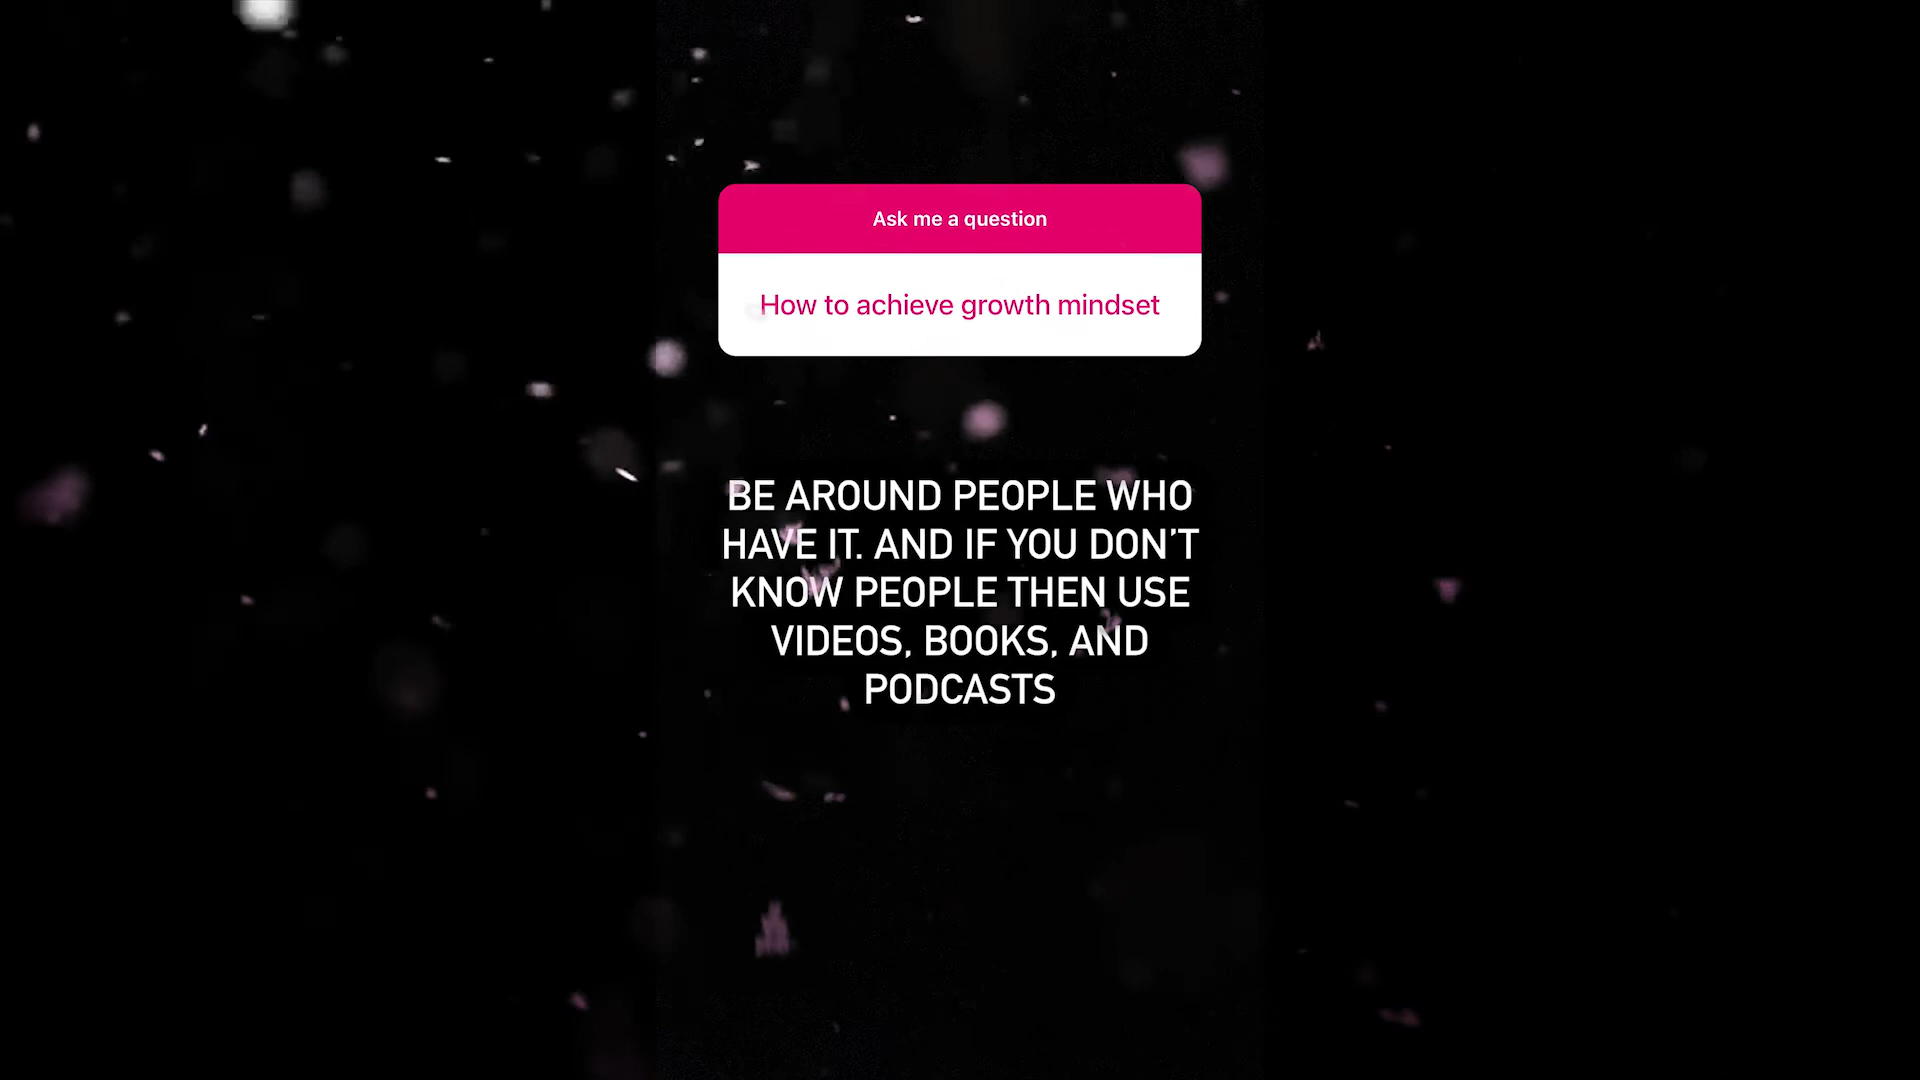 Ask me a question
How to achieve growth mindset
BE AROUND PEOPLE WHO
HAVE IT. AND IF YOU DON'T
KNOW PEOPLE THEN USE
VIDEOS, BOOKS, AND
PODCASTS